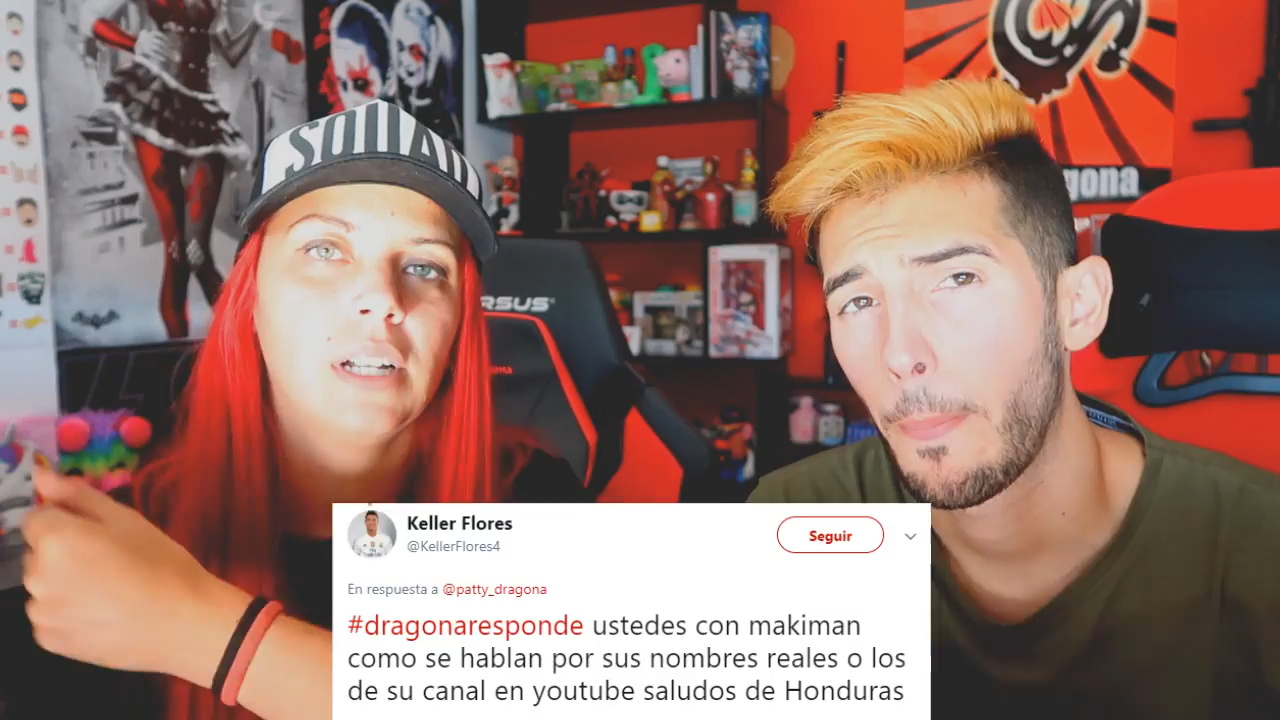 SQUAD
RSUS
gona
Keller Flores
@KellerFlores4
Seguir
En respuesta a @patty_dragona
#dragonaresponde ustedes con makiman
como se hablan por sus nombres reales o los
de su canal en youtube saludos de Honduras